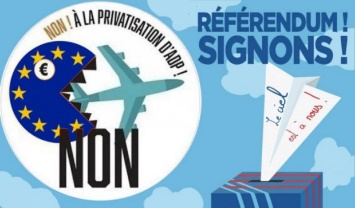 NON ! À LA PRIVATISATION D'ADP !
€
NON
RÉFÉRENDUM !
SIGNONS !
Le ciel
est à nous !